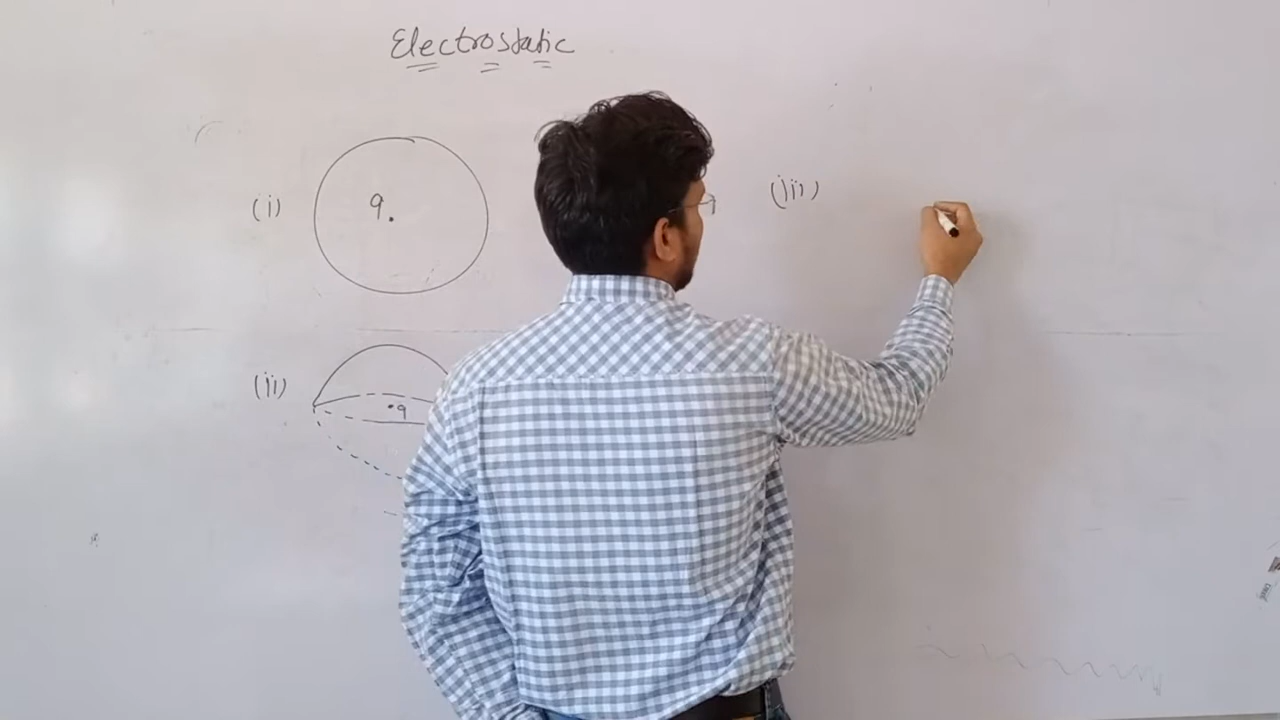 Electrostatic
(i)
q.
(iii)
(ii)
•q